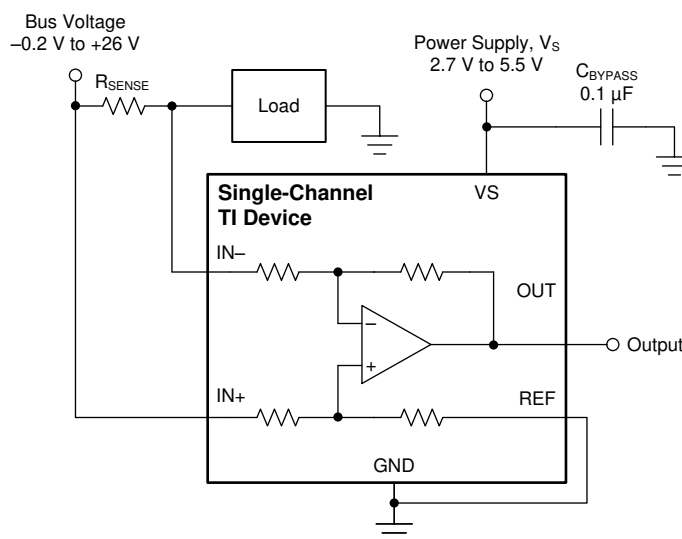 Bus Voltage
–0.2 V to +26 V
RSENSE
Load
Power Supply, VS
2.7 V to 5.5 V
CBYPASS
0.1 µF
Single-Channel
TI Device
VS
IN–
OUT
–
+
Output
IN+
REF
GND